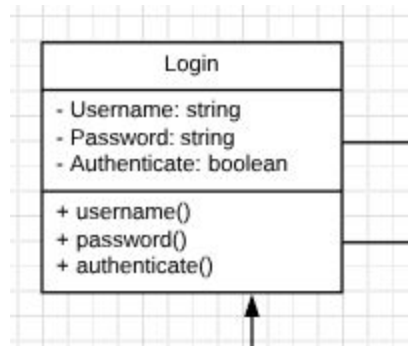 Login
- Username: string
- Password: string
- Authenticate: boolean
+ username()
+ password()
+ authenticate()